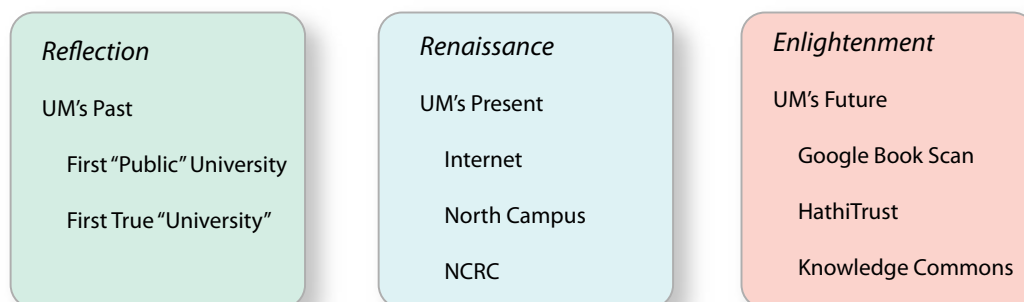 Reflection
UM's Past
First "Public" University
First True "University"
Renaissance
UM's Present
Internet
North Campus
NCRC
Enlightenment
UM's Future
Google Book Scan
HathiTrust
Knowledge Commons